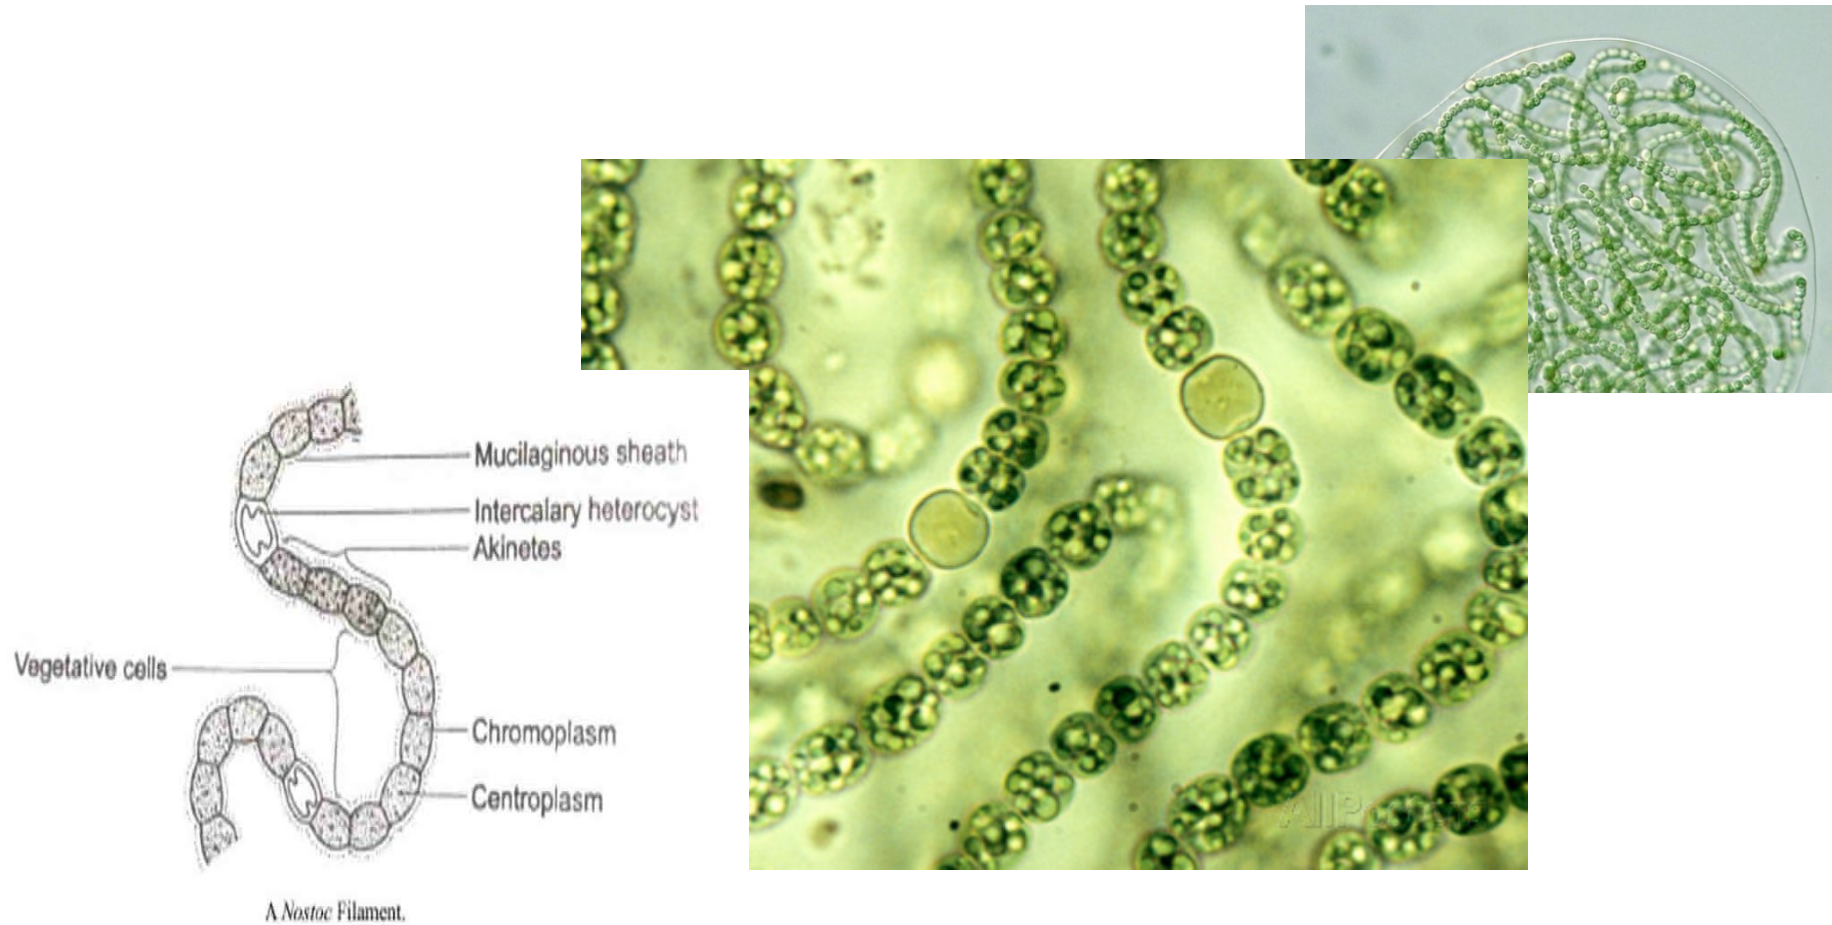 Mucilaginous sheath
Intercalary heterocyst
Akinetes
Vegetative cells
Chromoplasm
Centroplasm
A Nostoc Filament.